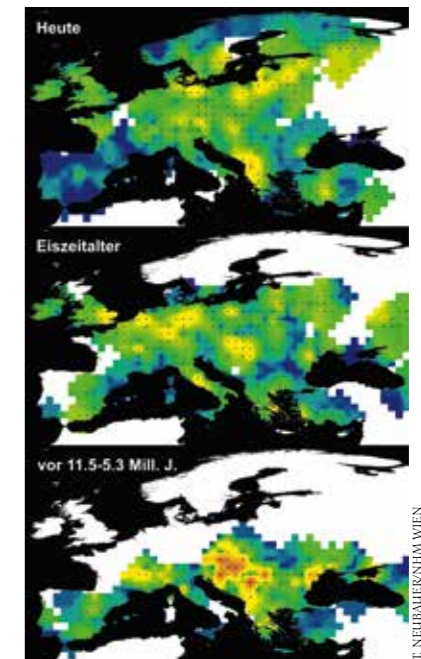 Heute
Eiszeitalter
vor 11.5-5.3 Mill. J.
T. NEUBAUER/NHM WIEN